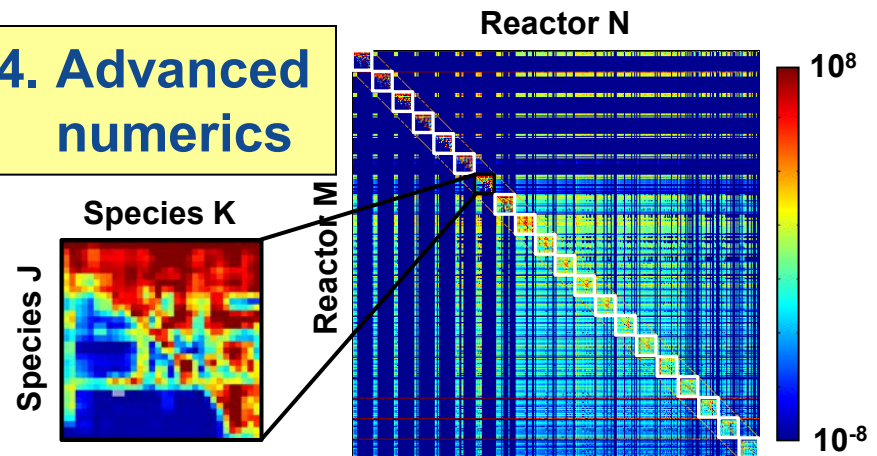 4. Advanced
numerics
Reactor N
Reactor M
Species K
Species J
10⁸
10⁻⁸